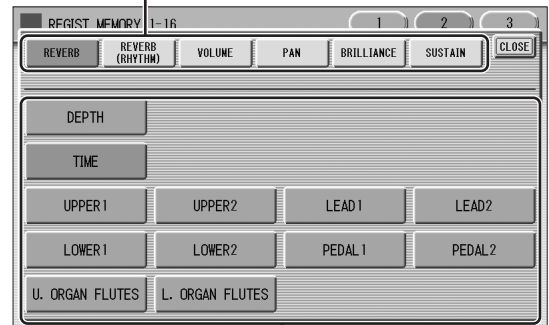 REGIST MEMORY 1-16 1 2 3
REVERB REVERB (RHYTHM) VOLUME PAN BRILLIANCE SUSTAIN CLOSE
DEPTH
TIME
UPPER1 UPPER2 LEAD1 LEAD2
LOWER1 LOWER2 PEDAL1 PEDAL2
U. ORGAN FLUTES L. ORGAN FLUTES